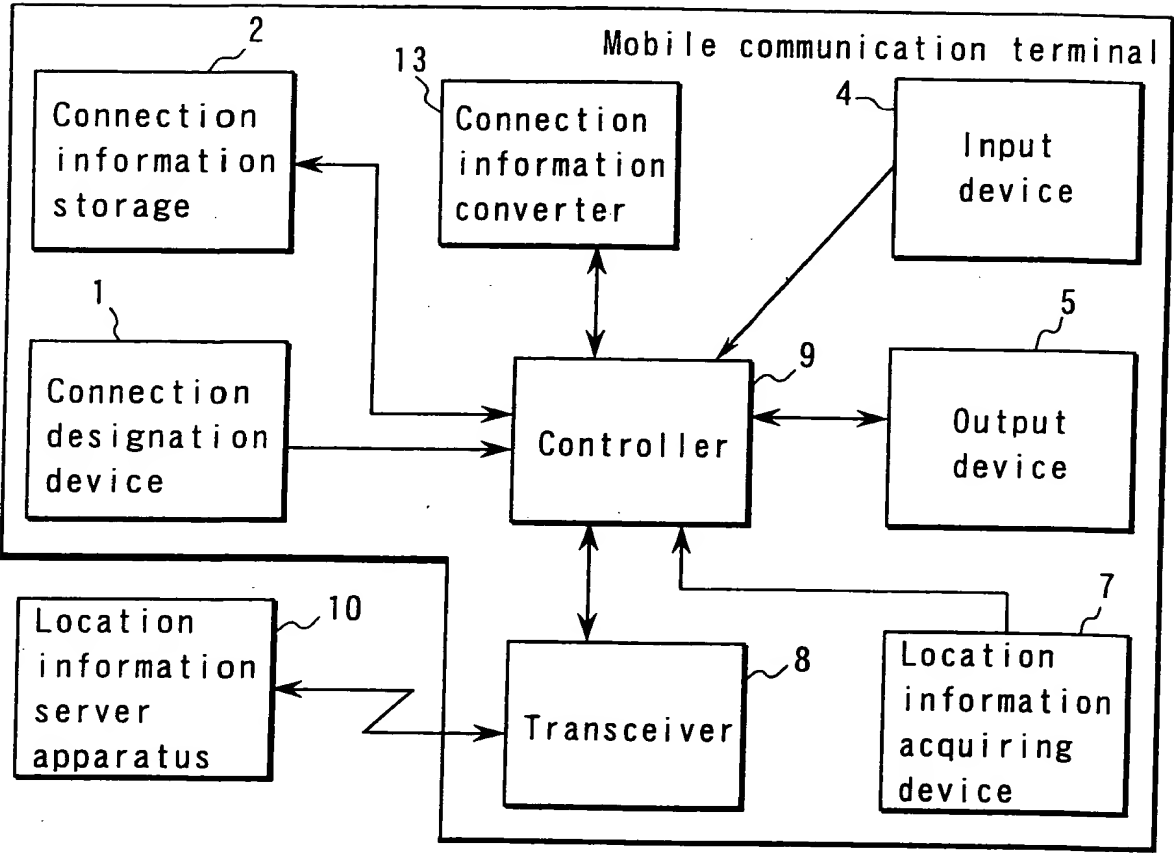 2
Mobile communication terminal
13
4
Connection
information
storage
Connection
information
converter
Input
device
1
5
Connection
designation
device
9
Controller
Output
device
10
7
Location
information
server
apparatus
8
Transceiver
Location
information
acquiring
device